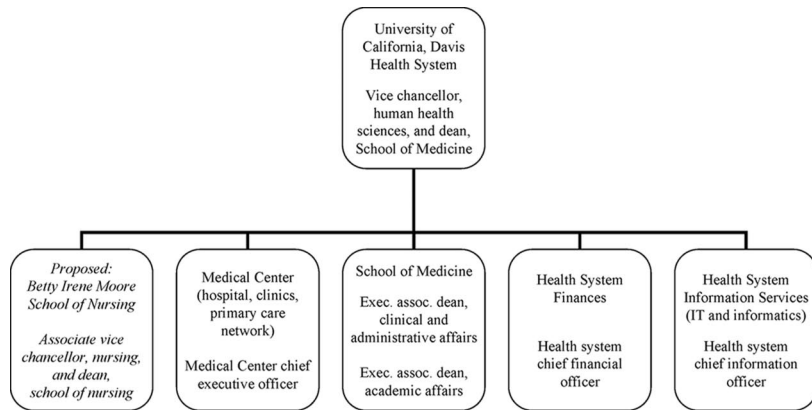 University of
California, Davis
Health System
Vice chancellor,
human health
sciences, and dean,
School of Medicine
Proposed:
Betty Irene Moore
School of Nursing
Associate vice
chancellor, nursing,
and dean,
school of nursing
Medical Center
(hospital, clinics,
primary care
network)
Medical Center chief
executive officer
School of Medicine
Exec. assoc. dean,
clinical and
administrative affairs
Exec. assoc. dean,
academic affairs
Health System
Finances
Health system
chief financial
officer
Health System
Information Services
(IT and informatics)
Health system
chief information
officer